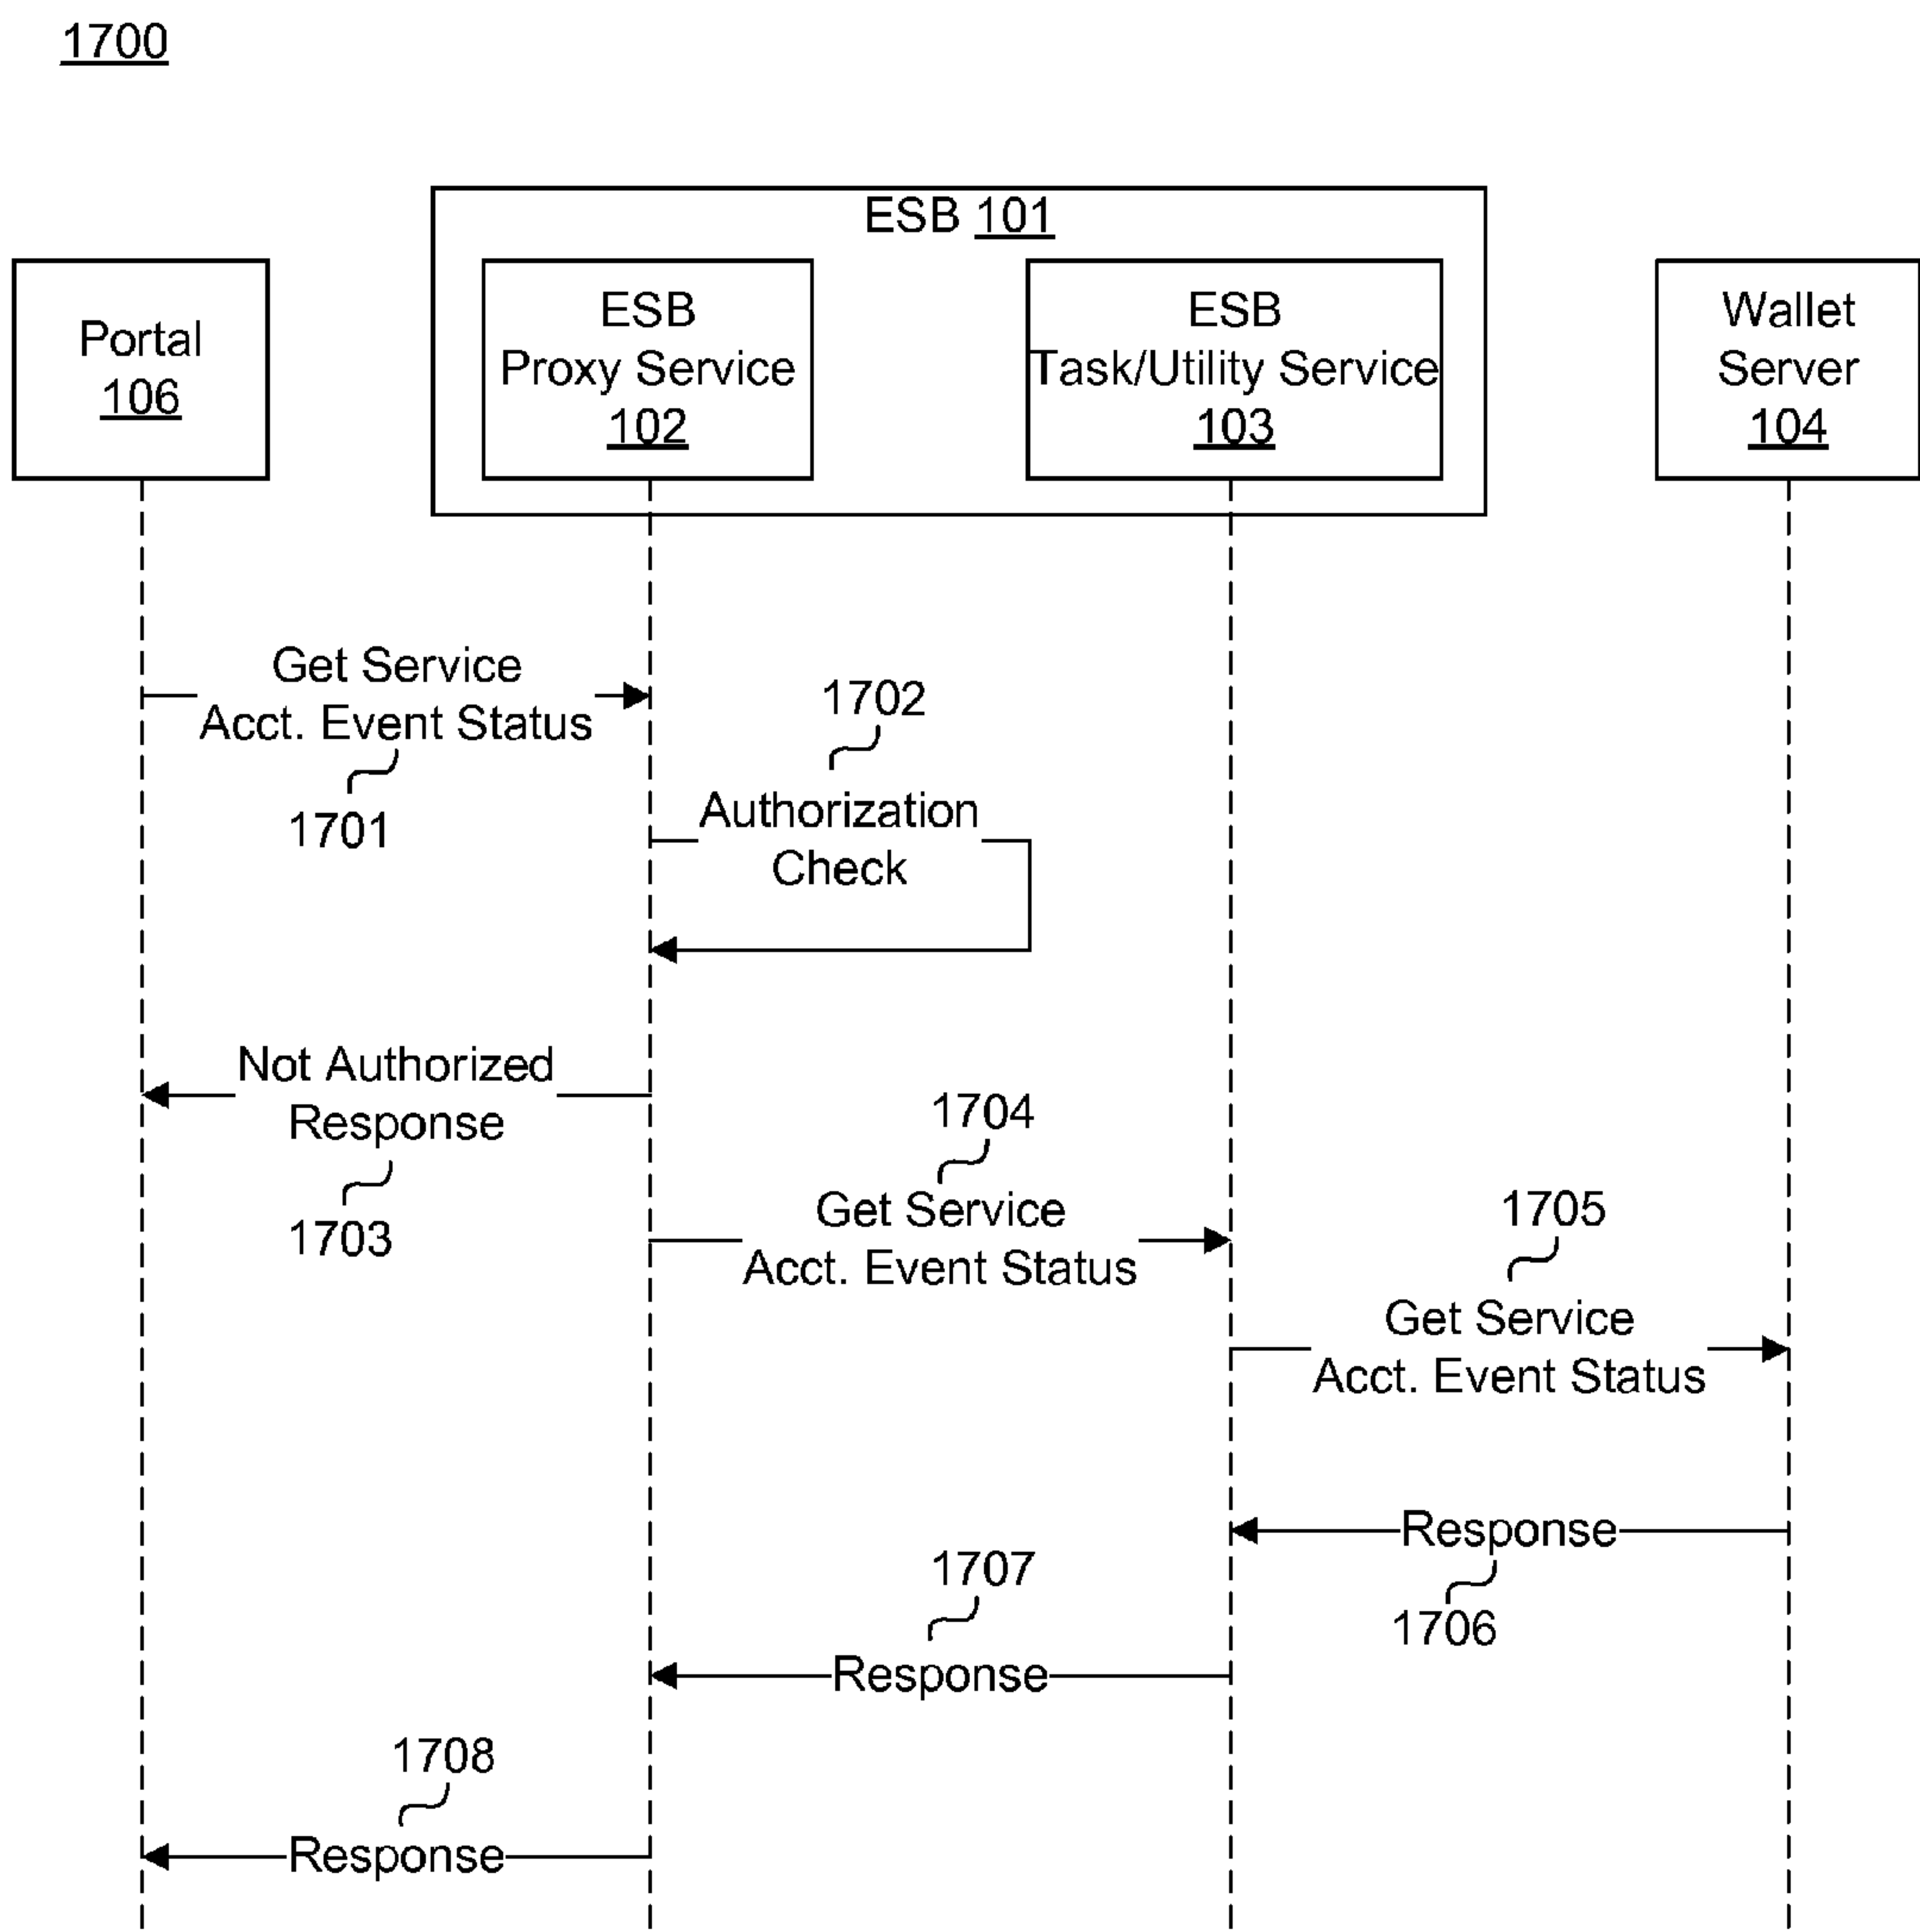 1700
ESB 101
Portal
106
ESB
Proxy Service
102
ESB
Task/Utility Service
103
Wallet
Server
104
Get Service
Acct. Event Status
1701
1702
Authorization
Check
Not Authorized
Response
1703
1704
Get Service
Acct. Event Status
1705
Get Service
Acct. Event Status
Response
1706
1707
Response
1708
Response